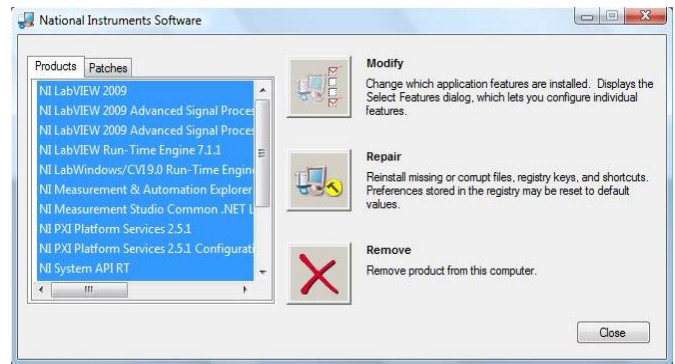 National Instruments Software
Products
Patches
NI LabVIEW 2009
NI LabVIEW 2009 Advanced Signal Proces
NI LabVIEW 2009 Advanced Signal Proces
NI LabVIEW Run-Time Engine 7.1.1
NI LabWindows/CVI 9.0 Run-Time Engin
NI Measurement & Automation Explorer
NI Measurement Studio Common .NET L
NI PXI Platform Services 2.5.1
NI PXI Platform Services 2.5.1 Configurati
NI System API RT
Modify
Change which application features are installed. Displays the
Select Features dialog, which lets you configure individual
features.
Repair
Reinstall missing or corrupt files, registry keys, and shortcuts.
Preferences stored in the registry may be reset to default
values.
Remove
Remove product from this computer.
Close